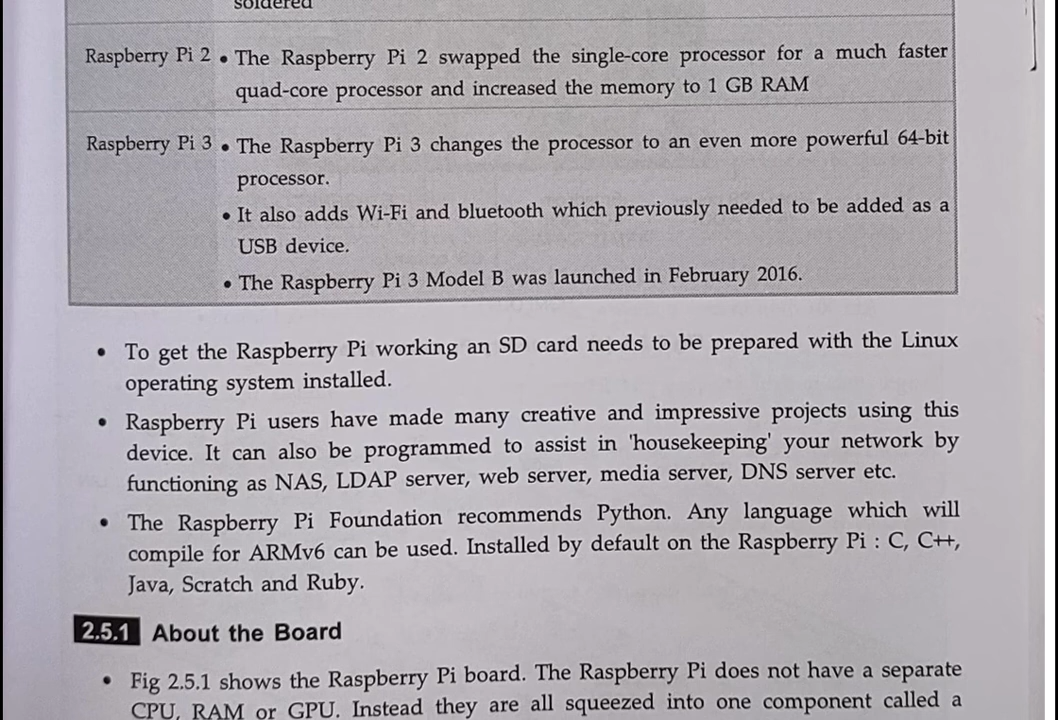 soldered
Raspberry Pi 2 • The Raspberry Pi 2 swapped the single-core processor for a much faster
quad-core processor and increased the memory to 1 GB RAM
Raspberry Pi 3 • The Raspberry Pi 3 changes the processor to an even more powerful 64-bit
processor.
• It also adds Wi-Fi and bluetooth which previously needed to be added as a
USB device.
• The Raspberry Pi 3 Model B was launched in February 2016.
• To get the Raspberry Pi working an SD card needs to be prepared with the Linux
operating system installed.
• Raspberry Pi users have made many creative and impressive projects using this
device. It can also be programmed to assist in 'housekeeping' your network by
functioning as NAS, LDAP server, web server, media server, DNS server etc.
• The Raspberry Pi Foundation recommends Python. Any language which will
compile for ARMv6 can be used. Installed by default on the Raspberry Pi : C, C++,
Java, Scratch and Ruby.
2.5.1 About the Board
• Fig 2.5.1 shows the Raspberry Pi board. The Raspberry Pi does not have a separate
CPU, RAM or GPU. Instead they are all squeezed into one component called a